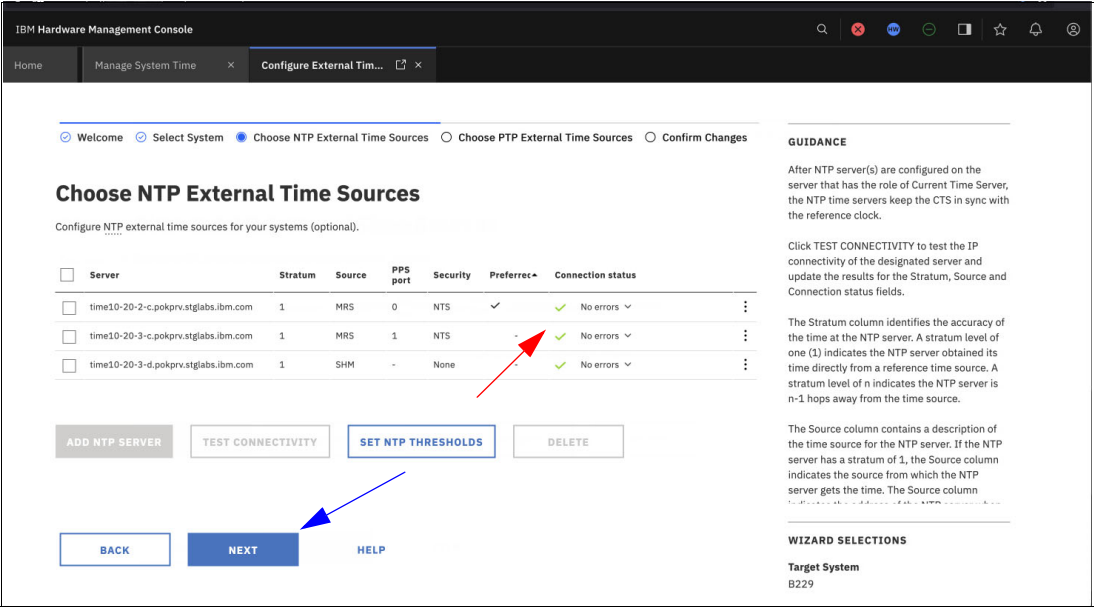 IBM Hardware Management Console
HW
Home
Manage System Time ×
Configure External Tim... ×
Welcome Select System Choose NTP External Time Sources Choose PTP External Time Sources Confirm Changes
Choose NTP External Time Sources
Configure NTP external time sources for your systems (optional).
Server Stratum Source PPS port Security Preferrec Connection status
time10-20-2-c.pokprv.stglabs.ibm.com 1 MRS 0 NTS No errors
time10-20-3-c.pokprv.stglabs.ibm.com 1 MRS 1 NTS - No errors
time10-20-3-d.pokprv.stglabs.ibm.com 1 SHM - None - No errors
ADD NTP SERVER TEST CONNECTIVITY SET NTP THRESHOLDS DELETE
BACK NEXT HELP
GUIDANCE
After NTP server(s) are configured on the
server that has the role of Current Time Server,
the NTP time servers keep the CTS in sync with
the reference clock.
Click TEST CONNECTIVITY to test the IP
connectivity of the designated server and
update the results for the Stratum, Source and
Connection status fields.
The Stratum column identifies the accuracy of
the time at the NTP server. A stratum level of
one (1) indicates the NTP server obtained its
time directly from a reference time source. A
stratum level of n indicates the NTP server is
n-1 hops away from the time source.
The Source column contains a description of
the time source for the NTP server. If the NTP
server has a stratum of 1, the Source column
indicates the source from which the NTP
server gets the time. The Source column
WIZARD SELECTIONS
Target System
B229